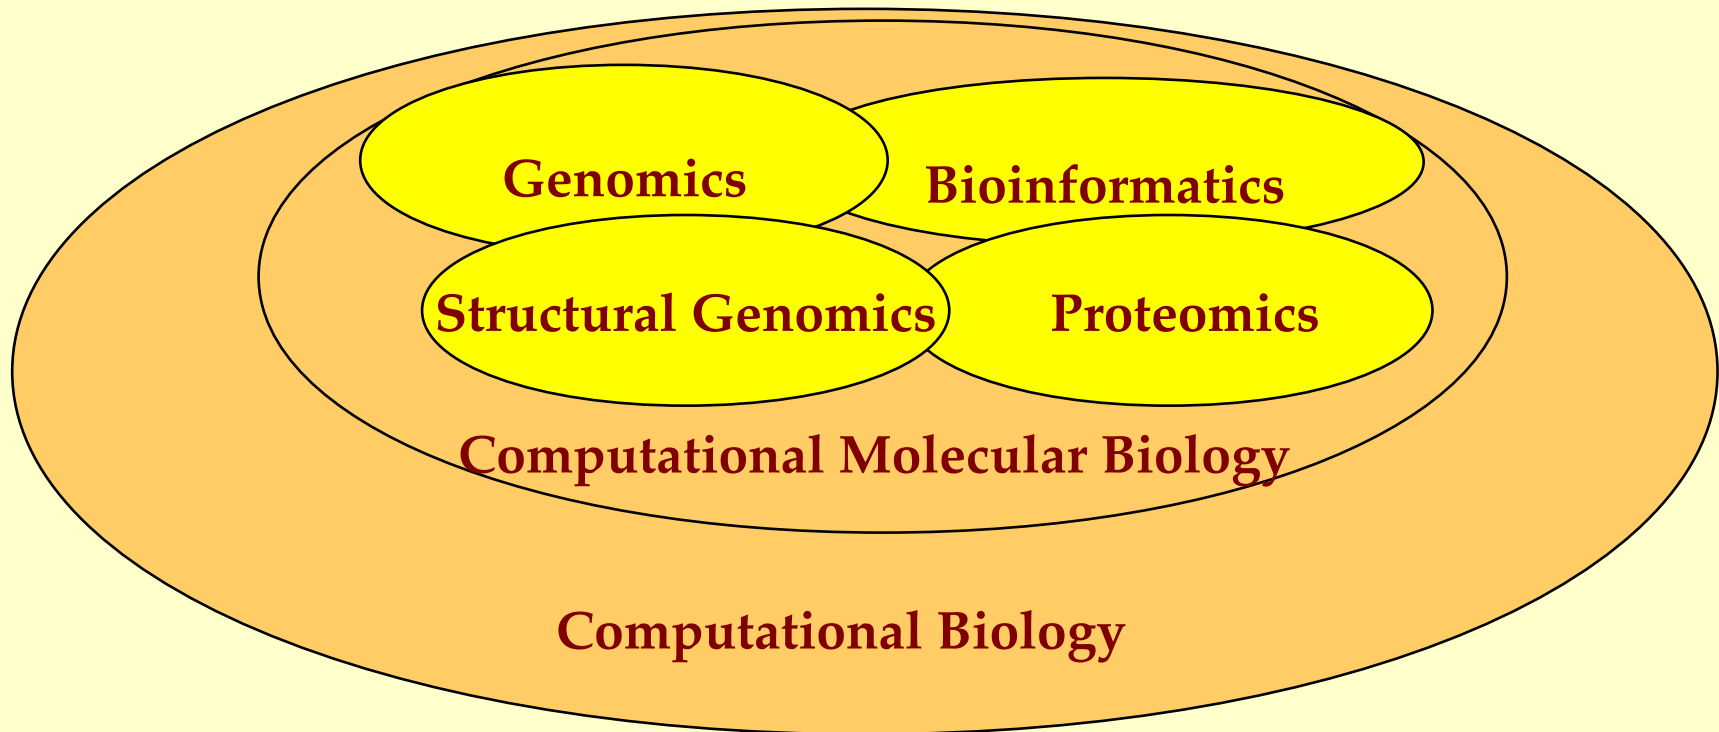 Genomics
Bioinformatics
Structural Genomics
Proteomics
Computational Molecular Biology
Computational Biology